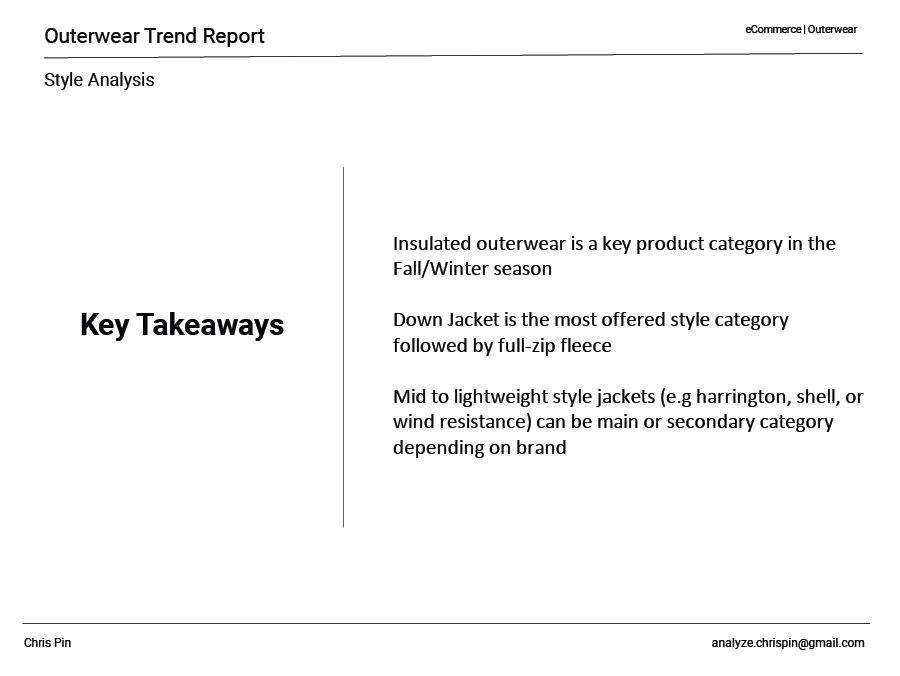 Outerwear Trend Report
eCommerce | Outerwear
Style Analysis
Key Takeaways
Insulated outerwear is a key product category in the
Fall/Winter season
Down Jacket is the most offered style category
followed by full-zip fleece
Mid to lightweight style jackets (e.g harrington, shell, or
wind resistance) can be main or secondary category
depending on brand
Chris Pin
analyze.chrispin@gmail.com